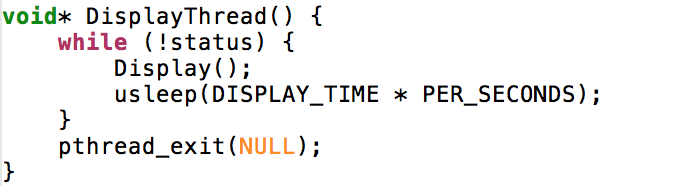 void* DisplayThread() {
    while (!status) {
        Display();
        usleep(DISPLAY_TIME * PER_SECONDS);
    }
    pthread_exit(NULL);
}